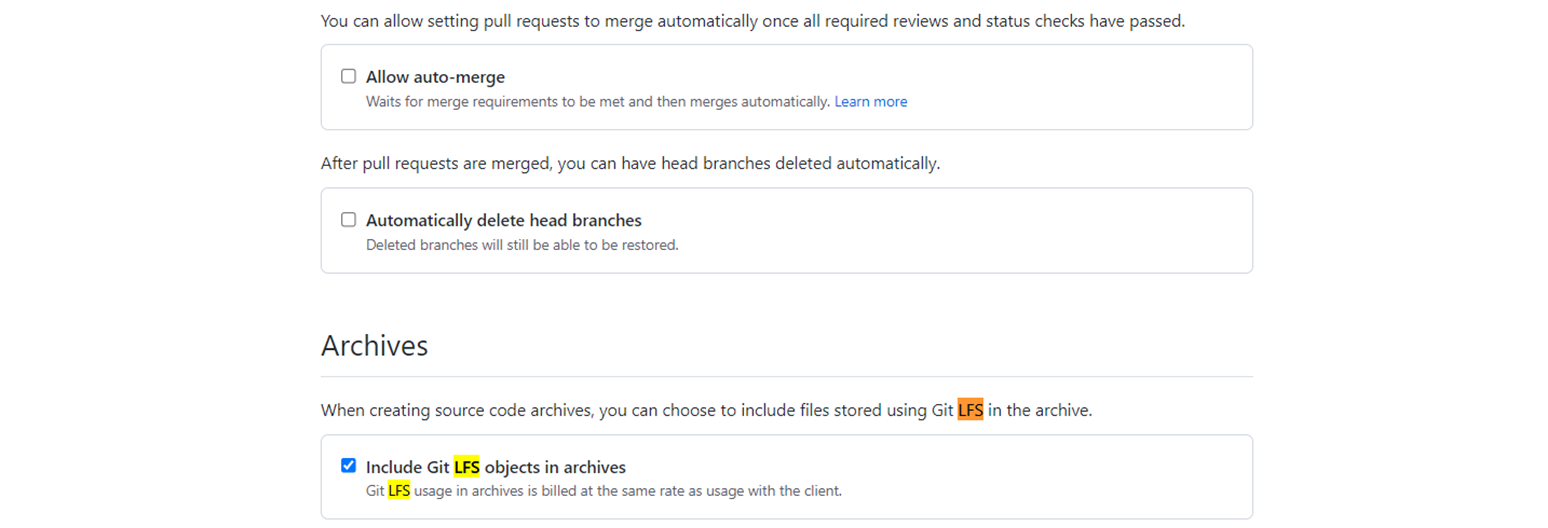 You can allow setting pull requests to merge automatically once all required reviews and status checks have passed.
Allow auto-merge
Waits for merge requirements to be met and then merges automatically. Learn more
After pull requests are merged, you can have head branches deleted automatically.
Automatically delete head branches
Deleted branches will still be able to be restored.
Archives
When creating source code archives, you can choose to include files stored using Git LFS in the archive.
Include Git LFS objects in archives
Git LFS usage in archives is billed at the same rate as usage with the client.